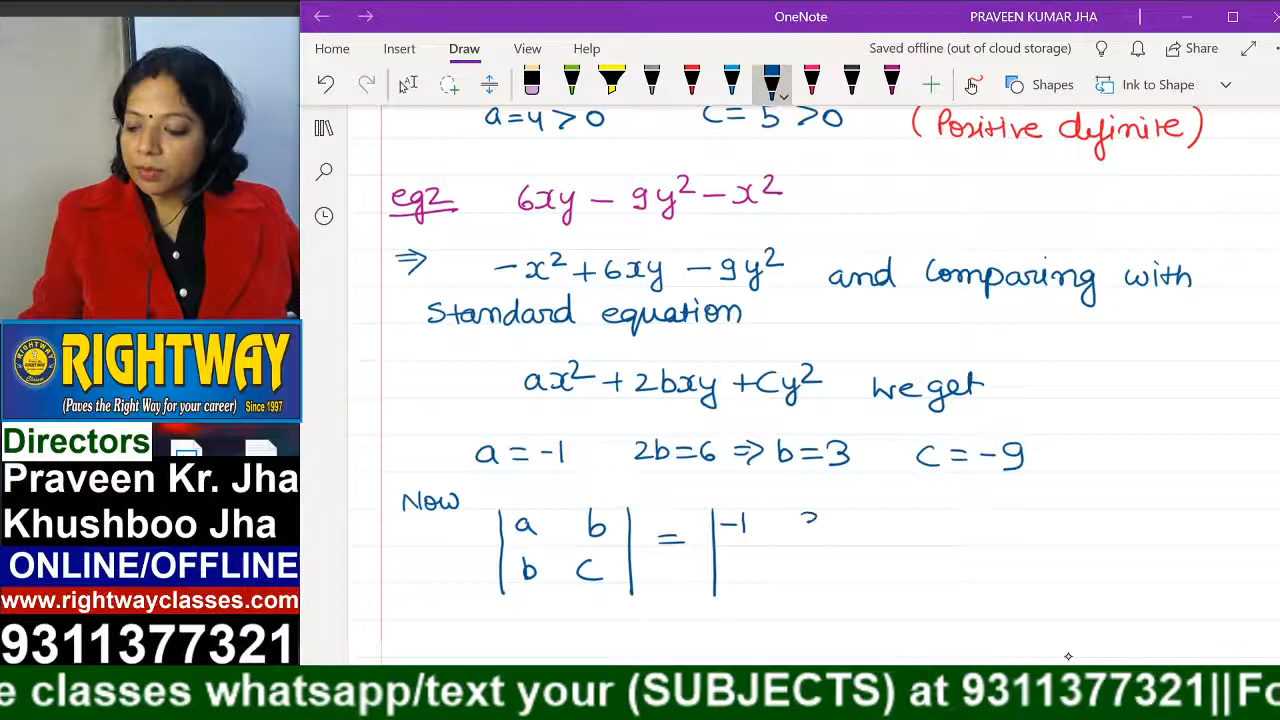 OneNote
PRAVEEN KUMAR JHA
Home Insert Draw View Help
Saved offline (out of cloud storage)
Share
Shapes
Ink to Shape
a=4>0 c=5>0 (Positive definite)
eg2 6xy - 9y² - x²
⇒ -x² + 6xy - 9y² and comparing with
standard equation
ax² + 2bxy + Cy² we get
a = -1 2b=6 ⇒ b=3 c = -9
Now
| a b | = | -1
| b c |
RIGHTWAY
(Paves the Right Way for your career) Since 1997
Directors
Praveen Kr. Jha
Khushboo Jha
ONLINE/OFFLINE
www.rightwayclasses.com
9311377321
e classes whatsapp/text your (SUBJECTS) at 9311377321||Fo